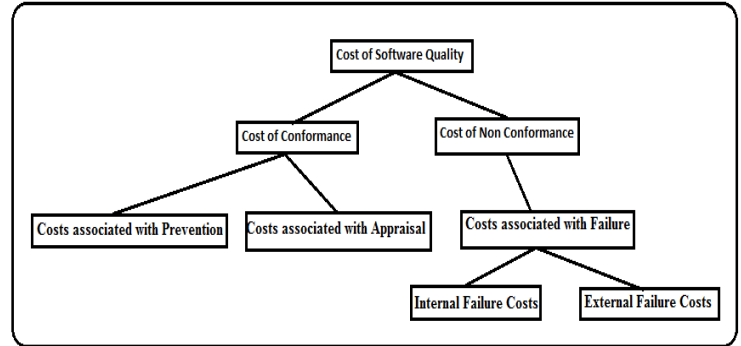 Cost of Software Quality
Cost of Conformance
Cost of Non Conformance
Costs associated with Prevention
Costs associated with Appraisal
Costs associated with Failure
Internal Failure Costs
External Failure Costs